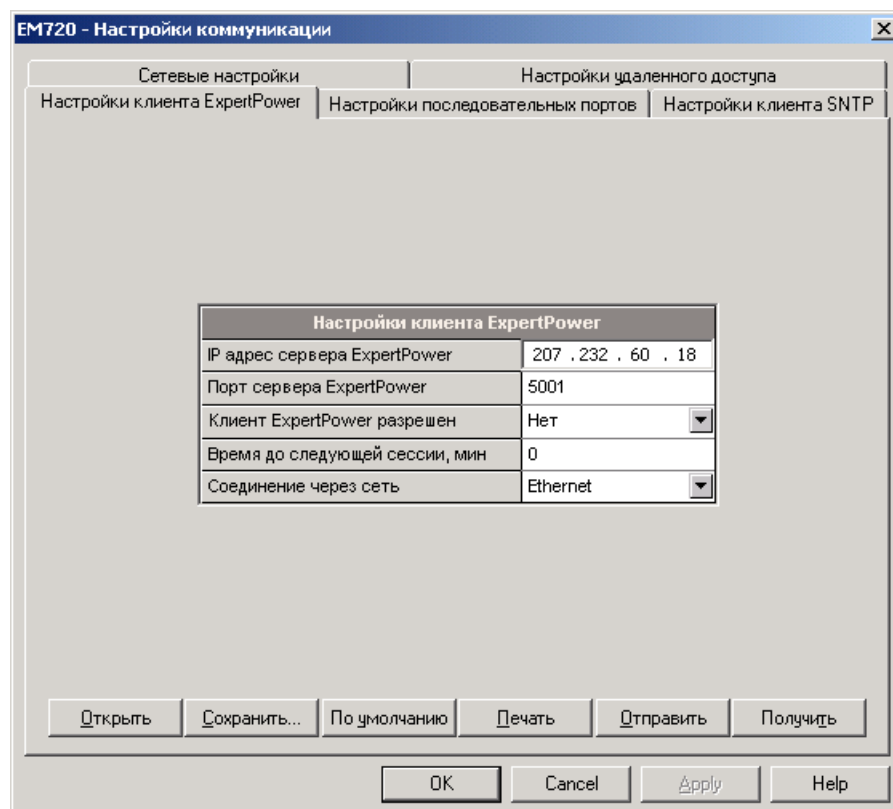 EM720 - Настройки коммуникации
Сетевые настройки
Настройки удаленного доступа
Настройки клиента ExpertPower
Настройки последовательных портов
Настройки клиента SNTP
Настройки клиента ExpertPower
IP адрес сервера ExpertPower 207 . 232 . 60 . 18
Порт сервера ExpertPower 5001
Клиент ExpertPower разрешен Нет
Время до следующей сессии, мин 0
Соединение через сеть Ethernet
Открыть Сохранить... По умолчанию Печать Отправить Получить
OK Cancel Apply Help